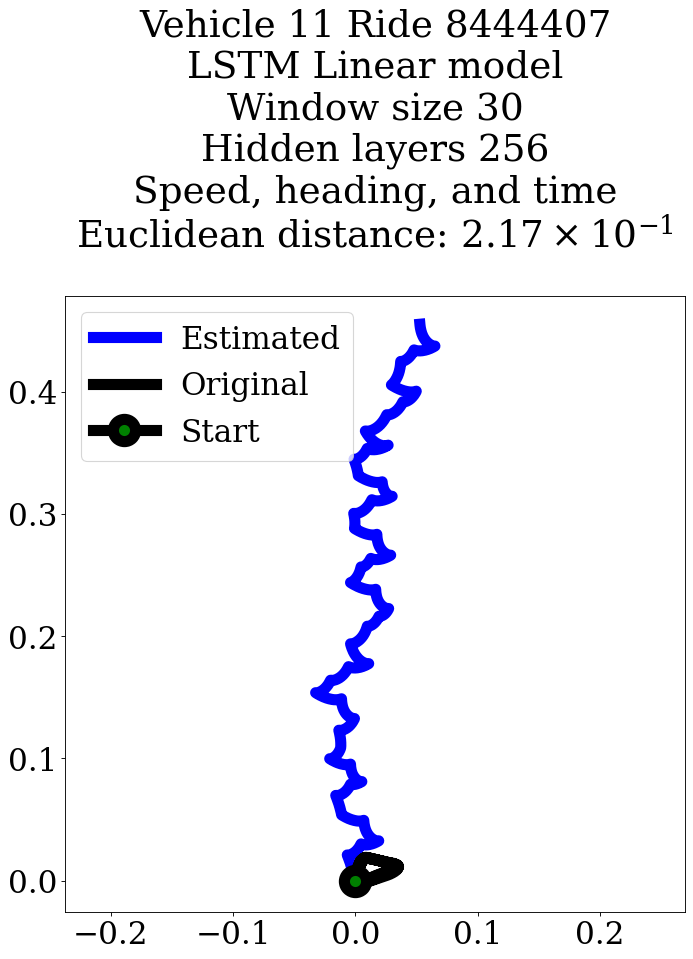 Vehicle 11 Ride 8444407
LSTM Linear model
Window size 30
Hidden layers 256
Speed, heading, and time
Euclidean distance: 2.17 × 10⁻¹
Estimated
Original
Start
0.4
0.3
0.2
0.1
0.0
−0.2
−0.1
0.0
0.1
0.2